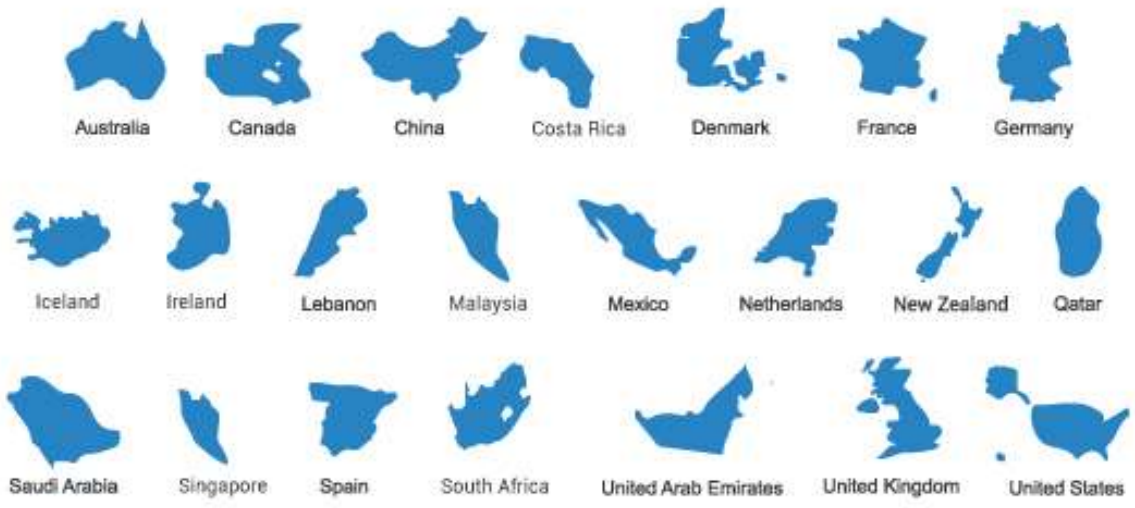 Australia Canada China Costa Rica Denmark France Germany
Iceland Ireland Lebanon Malaysia Mexico Netherlands New Zealand Qatar
Saudi Arabia Singapore Spain South Africa United Arab Emirates United Kingdom United States